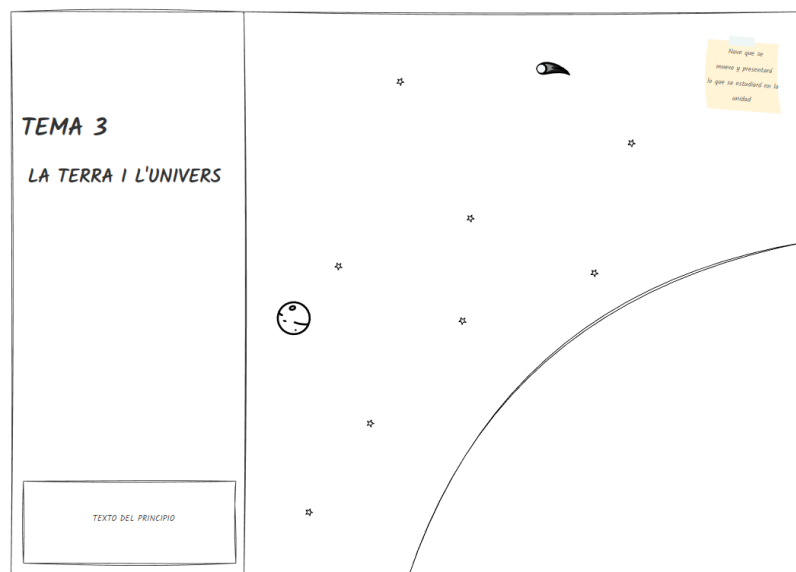 TEMA 3
LA TERRA I L'UNIVERS
TEXTO DEL PRINCIPIO
Nave que se
mueve y presentará
lo que se estudiará en la
unidad